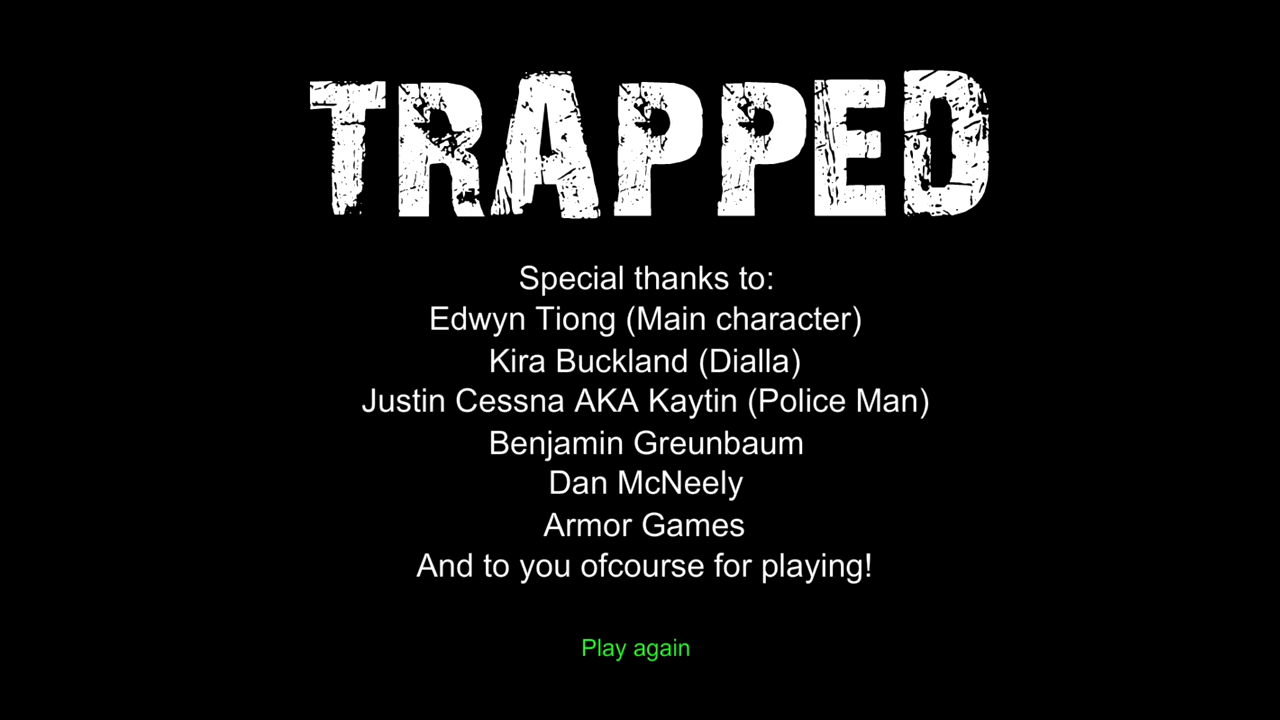 TRAPPED
Special thanks to:
Edwyn Tiong (Main character)
Kira Buckland (Dialla)
Justin Cessna AKA Kaytin (Police Man)
Benjamin Greunbaum
Dan McNeely
Armor Games
And to you ofcourse for playing!
Play again